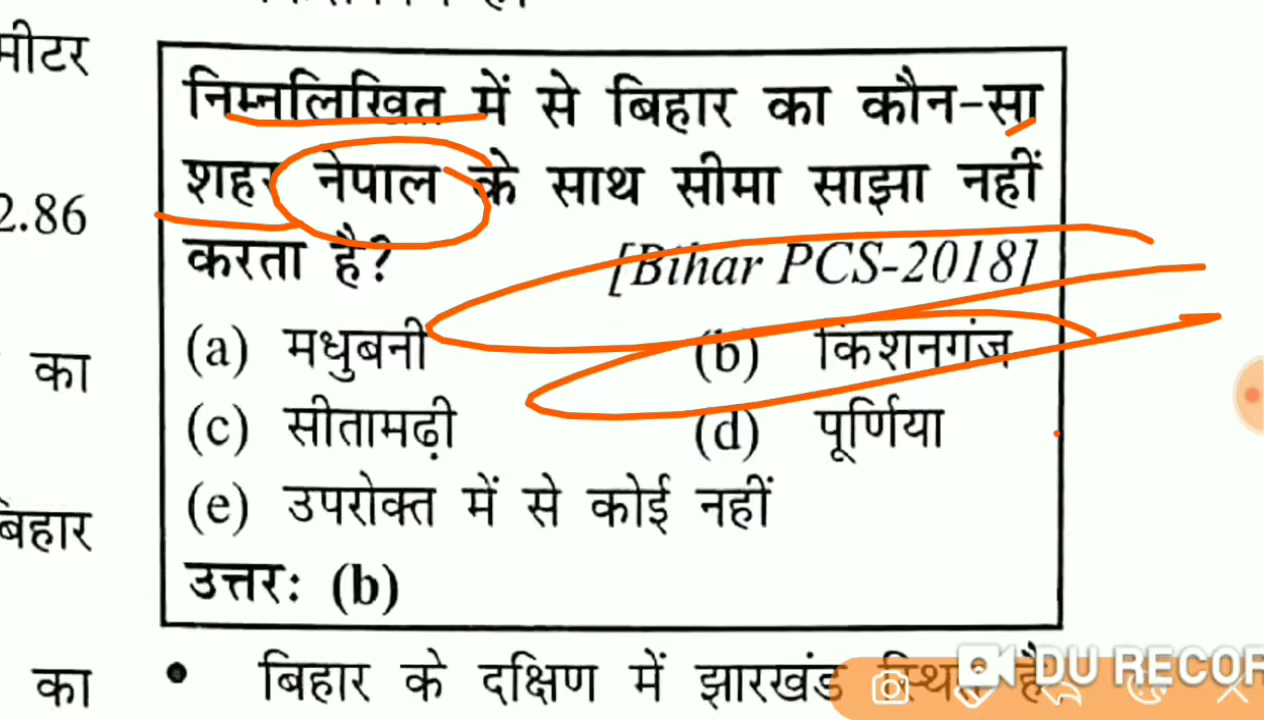 मीटर
निम्नलिखित में से बिहार का कौन-सा
शहर नेपाल के साथ सीमा साझा नहीं
2.86
करता है? [Bihar PCS-2018]
(a) मधुबनी (b) किशनगंज
का
(c) सीतामढ़ी (d) पूर्णिया
(e) उपरोक्त में से कोई नहीं
बिहार
उत्तरः (b)
का
• बिहार के दक्षिण में झारखंड स्थित है
DU RECOR